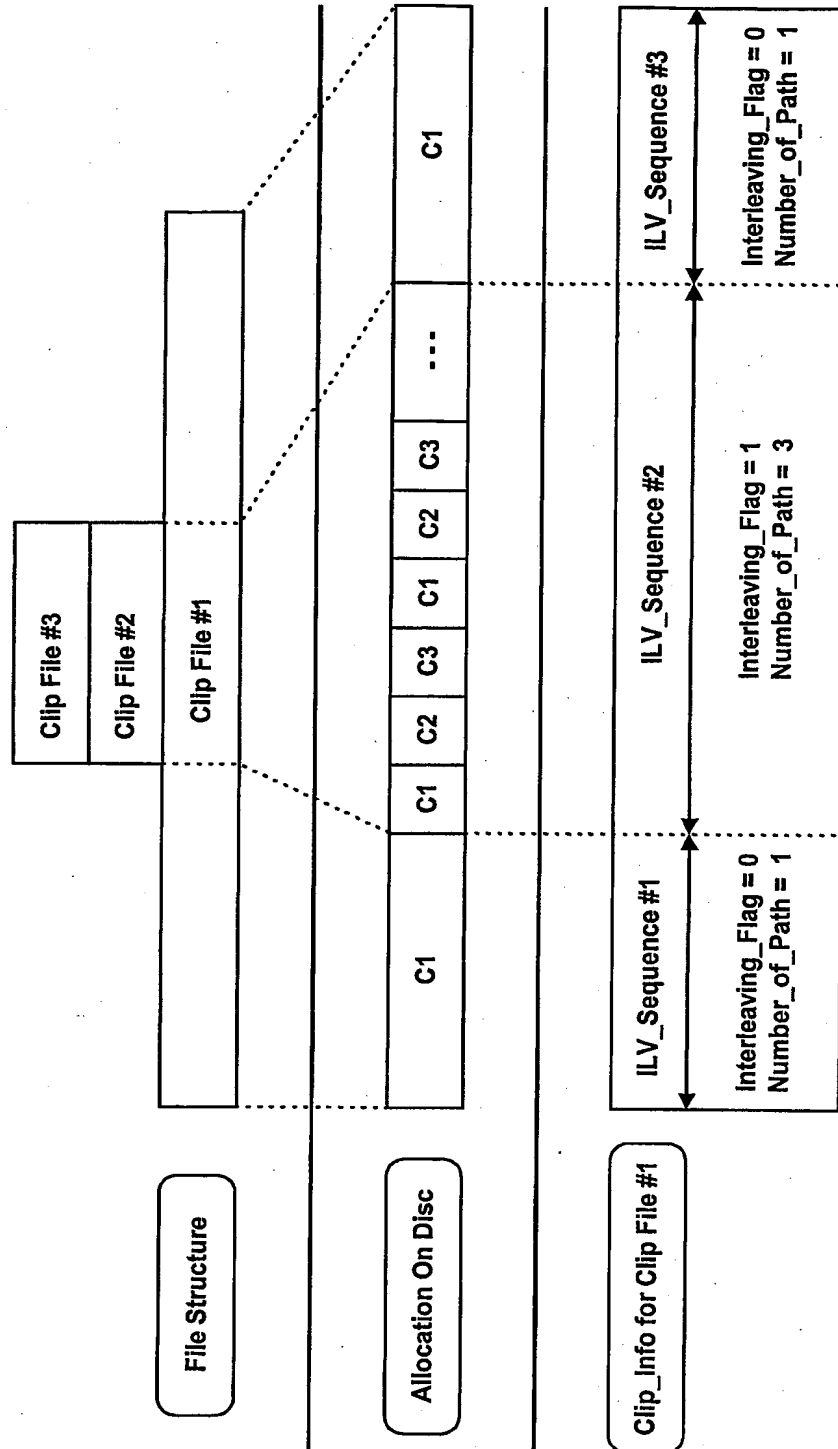 File Structure
Clip File #3
Clip File #2
Clip File #1
Allocation On Disc
C1
C1
C2
C3
C1
C2
C3
---
C1
Clip_Info for Clip File #1
ILV_Sequence #1
ILV_Sequence #2
ILV_Sequence #3
Interleaving_Flag = 0
Number_of_Path = 1
Interleaving_Flag = 1
Number_of_Path = 3
Interleaving_Flag = 0
Number_of_Path = 1